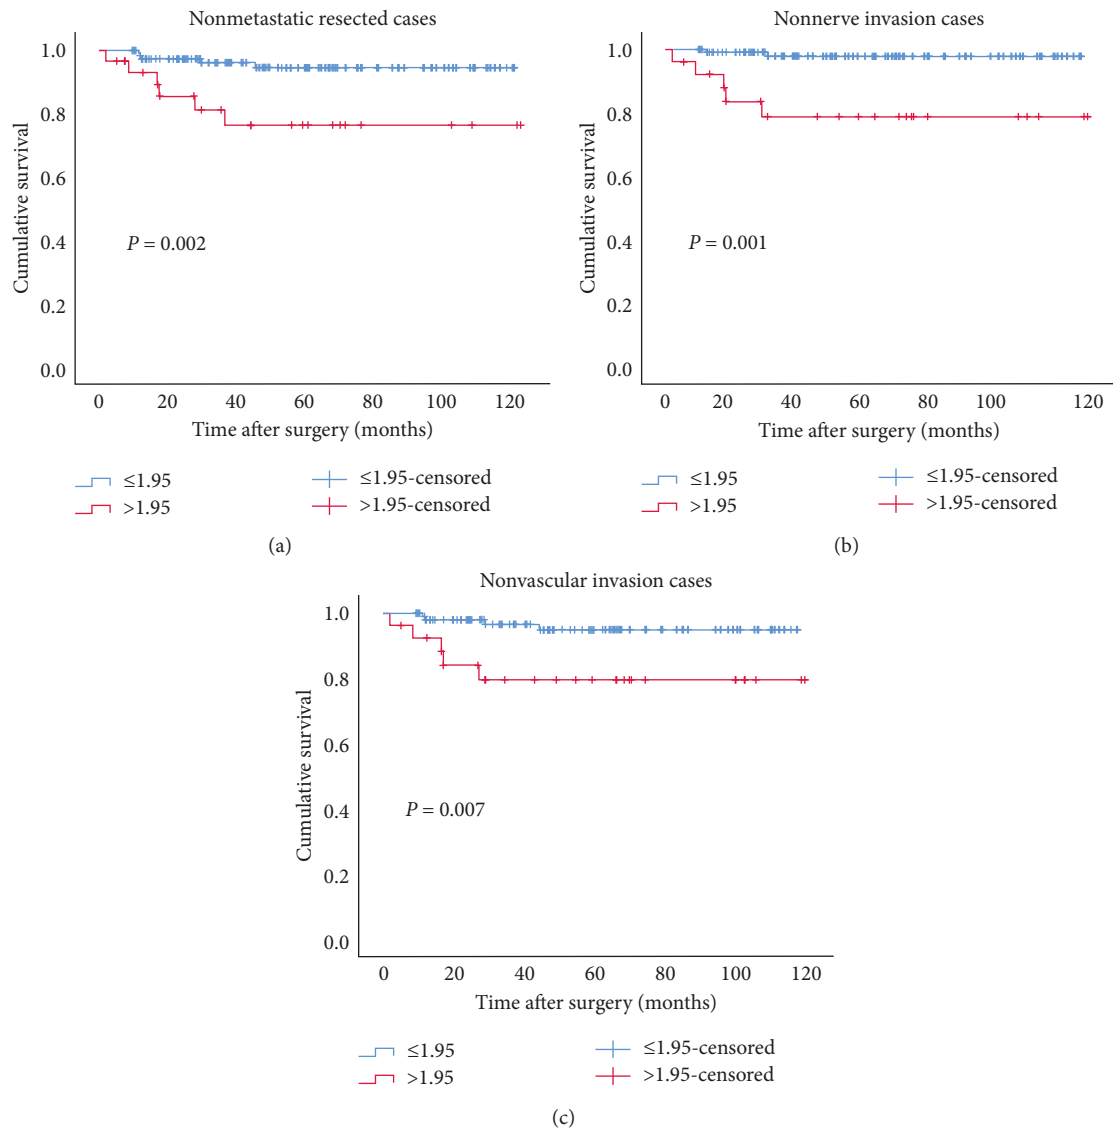 Nonmetastatic resected cases
1.0
0.8
0.6
0.4
0.2
0.0
Cumulative survival
P = 0.002
0 20 40 60 80 100 120
Time after surgery (months)
≤1.95 ≤1.95-censored
>1.95 >1.95-censored
(a)
Nonnerve invasion cases
1.0
0.8
0.6
0.4
0.2
0.0
Cumulative survival
P = 0.001
0 20 40 60 80 100 120
Time after surgery (months)
≤1.95 ≤1.95-censored
>1.95 >1.95-censored
(b)
Nonvascular invasion cases
1.0
0.8
0.6
0.4
0.2
0.0
Cumulative survival
P = 0.007
0 20 40 60 80 100 120
Time after surgery (months)
≤1.95 ≤1.95-censored
>1.95 >1.95-censored
(c)